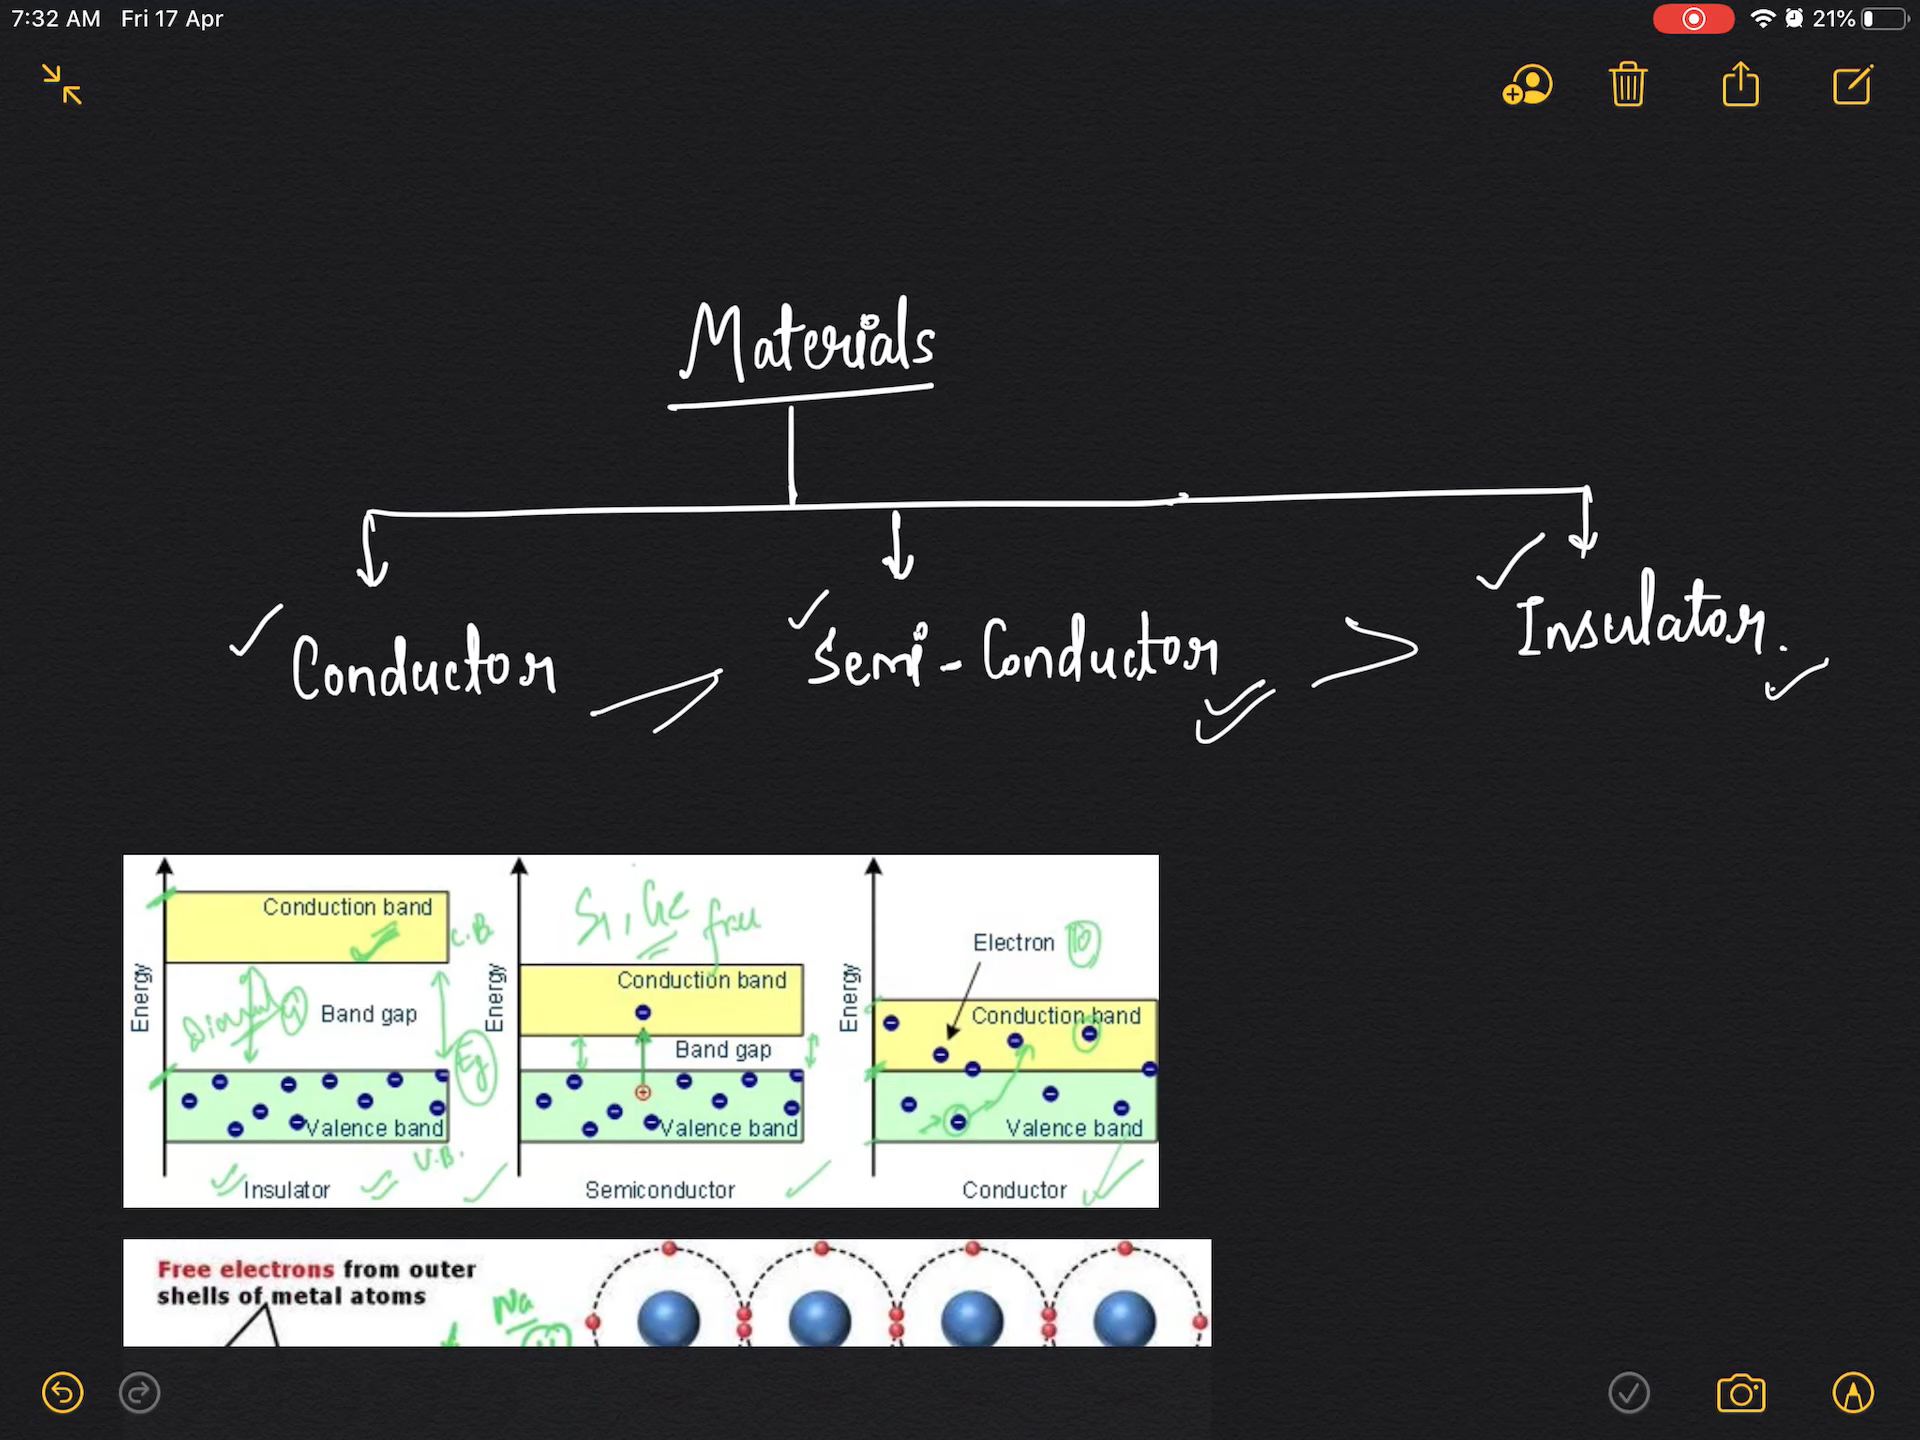 7:32 AM Fri 17 Apr
21%
Materials
Conductor > Semi-Conductor > Insulator.
Energy
Conduction band
C.B
Band gap
Eg
Valence band
V.B.
Insulator
Energy
Si, Ge free
Conduction band
Band gap
Valence band
Semiconductor
Energy
Electron
Conduction band
Valence band
Conductor
Free electrons from outer
shells of metal atoms
Na